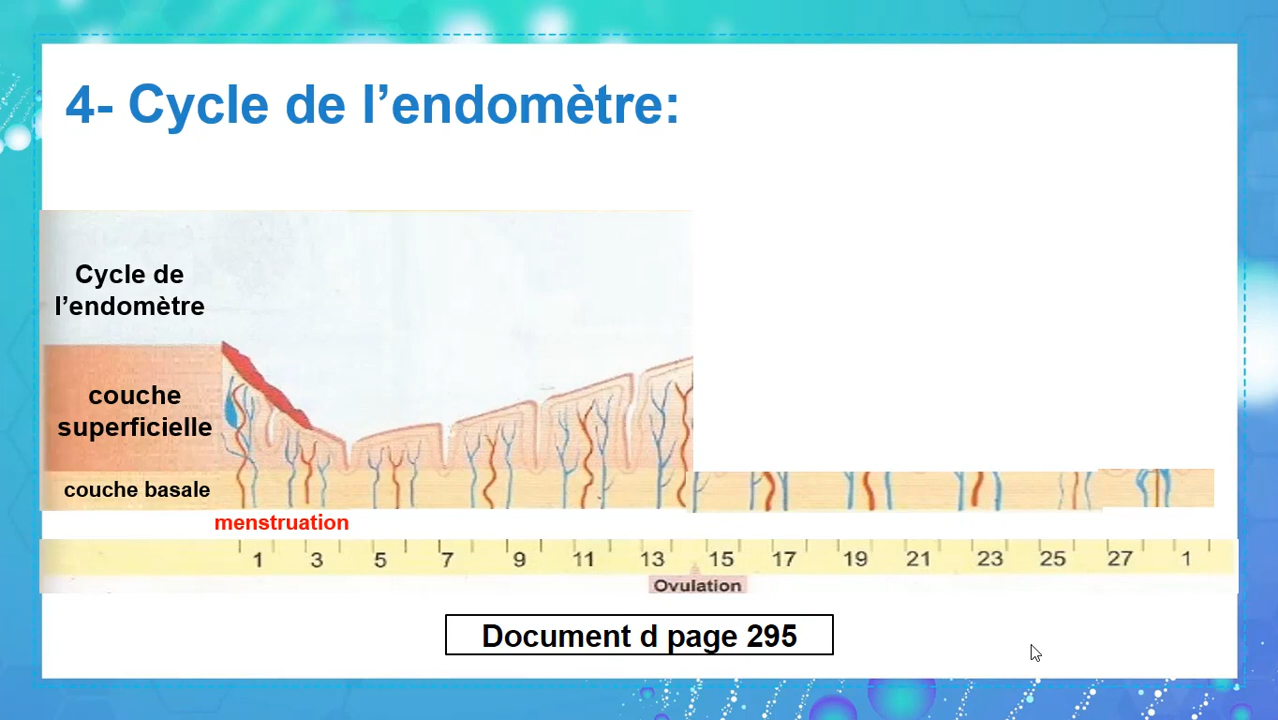 4- Cycle de l’endomètre:
Cycle de
l’endomètre
couche
superficielle
couche basale
menstruation
1 3 5 7 9 11 13 15 17 19 21 23 25 27 1
Ovulation
Document d page 295